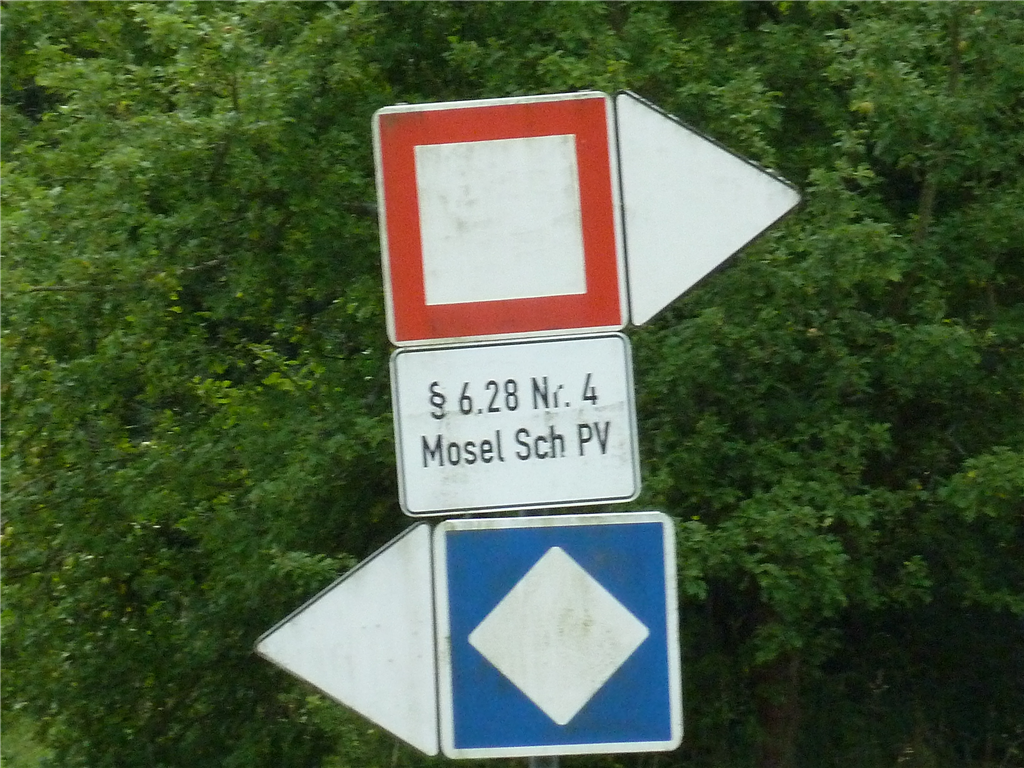 § 6.28 Nr. 4
Mosel Sch PV